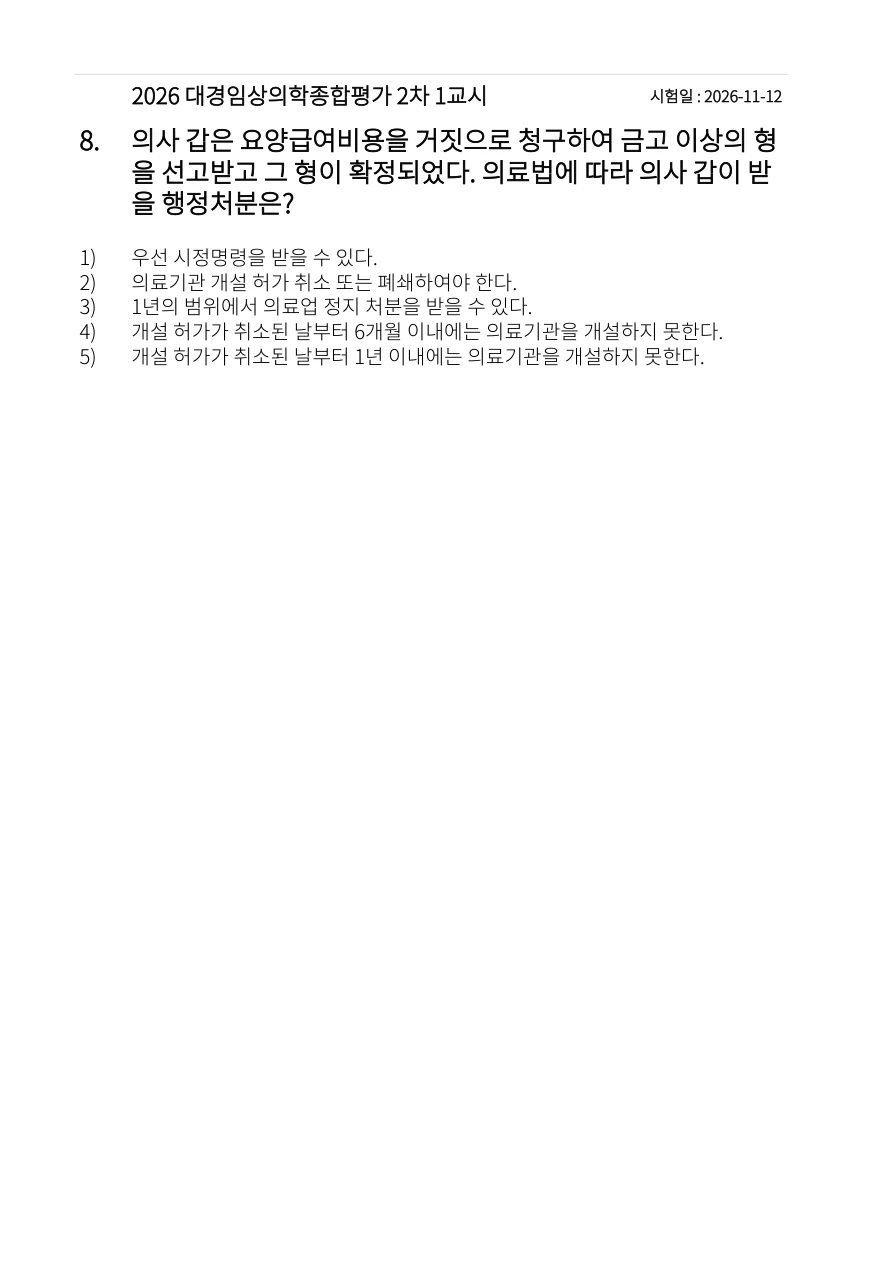 2026 대경임상의학종합평가 2차 1교시 시험일 : 2026-11-12
8. 의사 갑은 요양급여비용을 거짓으로 청구하여 금고 이상의 형
을 선고받고 그 형이 확정되었다. 의료법에 따라 의사 갑이 받
을 행정처분은?
1) 우선 시정명령을 받을 수 있다.
2) 의료기관 개설 허가 취소 또는 폐쇄하여야 한다.
3) 1년의 범위에서 의료업 정지 처분을 받을 수 있다.
4) 개설 허가가 취소된 날부터 6개월 이내에는 의료기관을 개설하지 못한다.
5) 개설 허가가 취소된 날부터 1년 이내에는 의료기관을 개설하지 못한다.